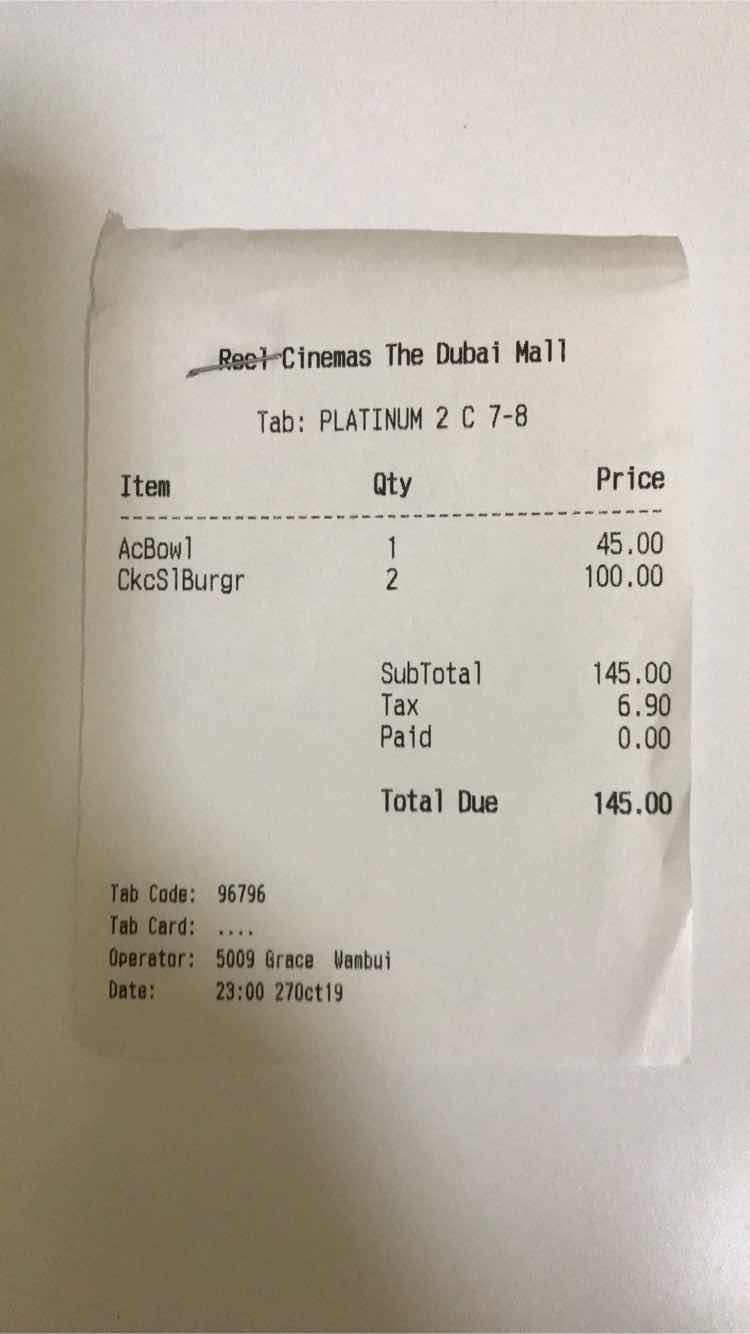 Reel Cinemas The Dubai Mall
Tab: PLATINUM 2 C 7-8
Item Qty Price
--------------------------------------------
AcBowl 1 45.00
CkcSlBurgr 2 100.00
SubTotal 145.00
Tax 6.90
Paid 0.00
Total Due 145.00
Tab Code: 96796
Tab Card: ....
Operator: 5009 Grace Wambui
Date: 23:00 27Oct19